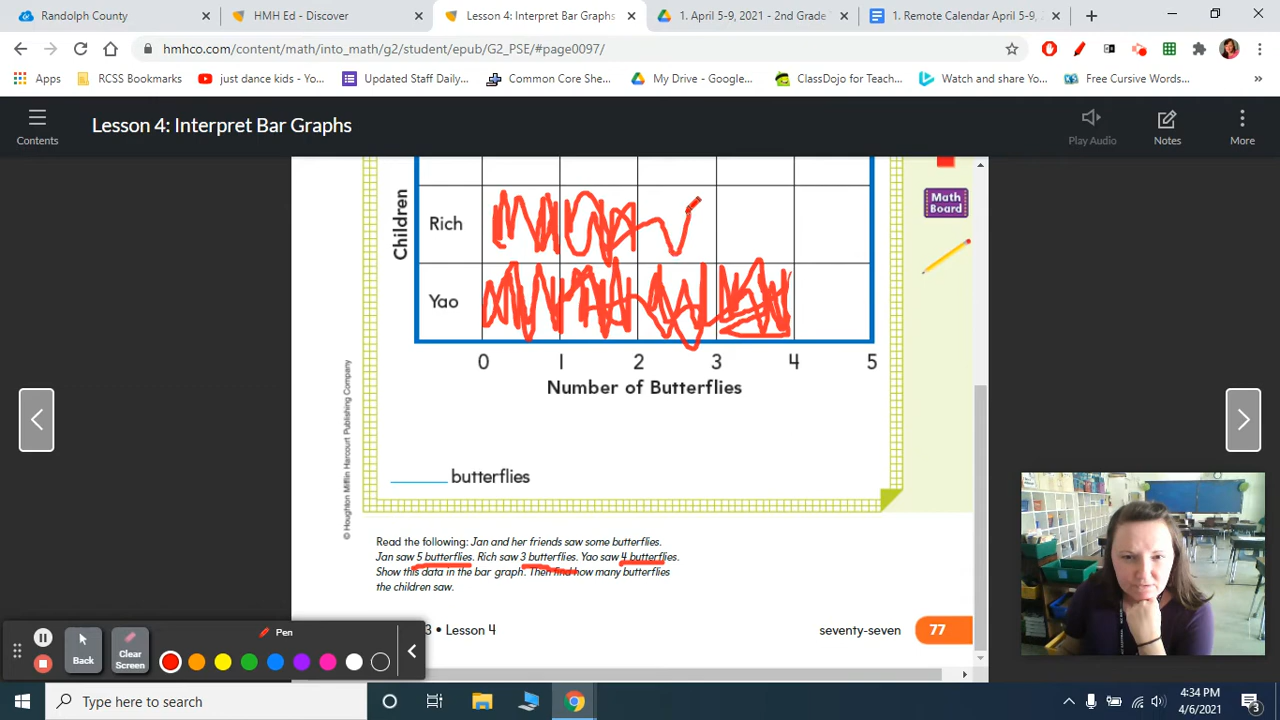 Randolph County
HMH Ed - Discover
Lesson 4: Interpret Bar Graphs
1. April 5-9, 2021 - 2nd Grade
1. Remote Calendar April 5-9,
hmhco.com/content/math/into_math/g2/student/epub/G2_PSE/#page0097/
Apps
RCSS Bookmarks
just dance kids - Yo...
Updated Staff Daily...
Common Core She...
My Drive - Google...
ClassDojo for Teach...
Watch and share Yo...
Free Cursive Words...
»
Contents
Lesson 4: Interpret Bar Graphs
Play Audio
Notes
More
Children
Rich
Yao
0 1 2 3 4 5
Number of Butterflies
Math
Board
© Houghton Mifflin Harcourt Publishing Company
______ butterflies
Read the following: Jan and her friends saw some butterflies.
Jan saw 5 butterflies. Rich saw 3 butterflies. Yao saw 4 butterflies.
Show this data in the bar graph. Then find how many butterflies
the children saw.
3 • Lesson 4
seventy-seven 77
Pen
Back
Clear
Screen
Type here to search
4:34 PM
4/6/2021
3